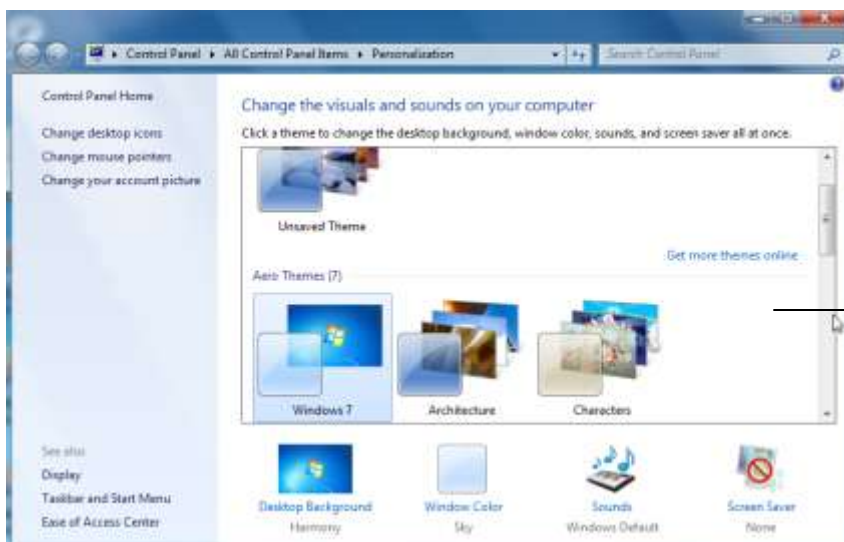 Control Panel ▸ All Control Panel Items ▸ Personalization
Search Control Panel
Control Panel Home
Change desktop icons
Change mouse pointers
Change your account picture
Change the visuals and sounds on your computer
Click a theme to change the desktop background, window color, sounds, and screen saver all at once.
Unsaved Theme
Get more themes online
Aero Themes (7)
Windows 7
Architecture
Characters
See also
Display
Taskbar and Start Menu
Ease of Access Center
Desktop Background
Harmony
Window Color
Sky
Sounds
Windows Default
Screen Saver
None